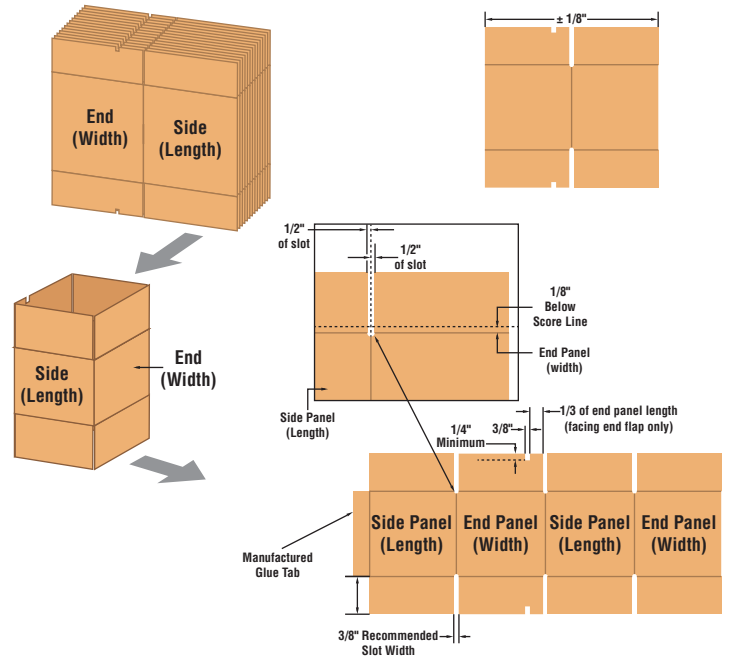 ± 1/8"
End
(Width)
Side
(Length)
1/2"
of slot
1/2"
of slot
1/8"
Below
Score Line
End Panel
(width)
Side Panel
(Length)
Side
(Length)
End
(Width)
1/3 of end panel length
(facing end flap only)
1/4"
Minimum
3/8"
Side Panel
(Length)
End Panel
(Width)
Side Panel
(Length)
End Panel
(Width)
Manufactured
Glue Tab
3/8" Recommended
Slot Width